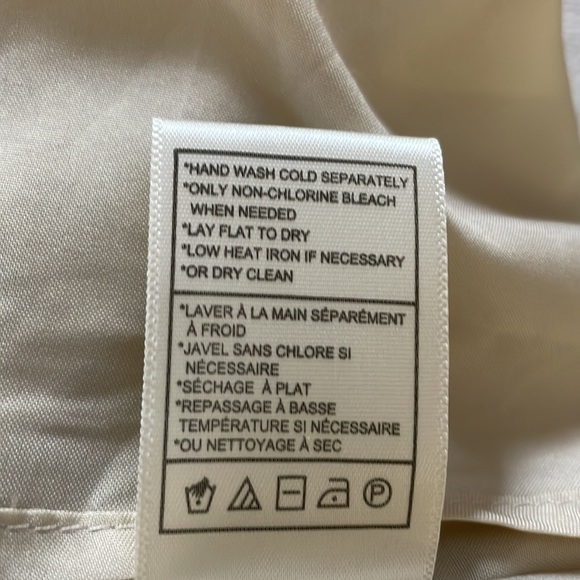 *HAND WASH COLD SEPARATELY
*ONLY NON-CHLORINE BLEACH
WHEN NEEDED
*LAY FLAT TO DRY
*LOW HEAT IRON IF NECESSARY
*OR DRY CLEAN
*LAVER À LA MAIN SÉPARÉMENT
À FROID
*JAVEL SANS CHLORE SI
NÉCESSAIRE
*SÉCHAGE À PLAT
*REPASSAGE À BASSE
TEMPÉRATURE SI NÉCESSAIRE
*OU NETTOYAGE À SEC
P